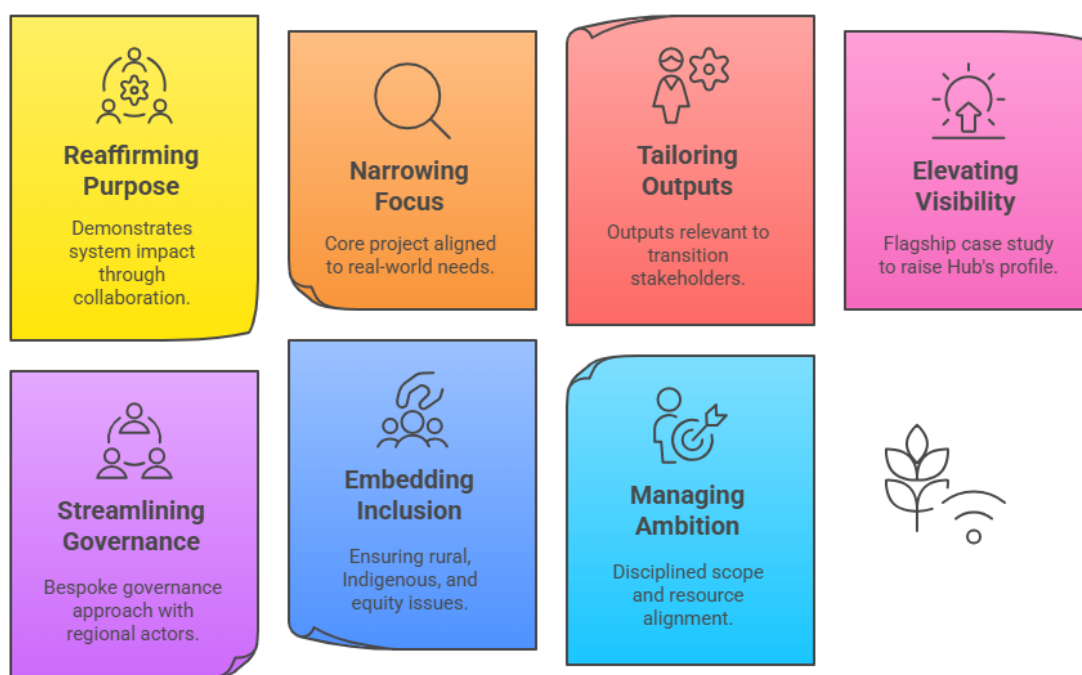 Reaffirming
Purpose
Demonstrates
system impact
through
collaboration.
Narrowing
Focus
Core project aligned
to real-world needs.
Tailoring
Outputs
Outputs relevant to
transition
stakeholders.
Elevating
Visibility
Flagship case study
to raise Hub's profile.
Streamlining
Governance
Bespoke governance
approach with
regional actors.
Embedding
Inclusion
Ensuring rural,
Indigenous, and
equity issues.
Managing
Ambition
Disciplined scope
and resource
alignment.